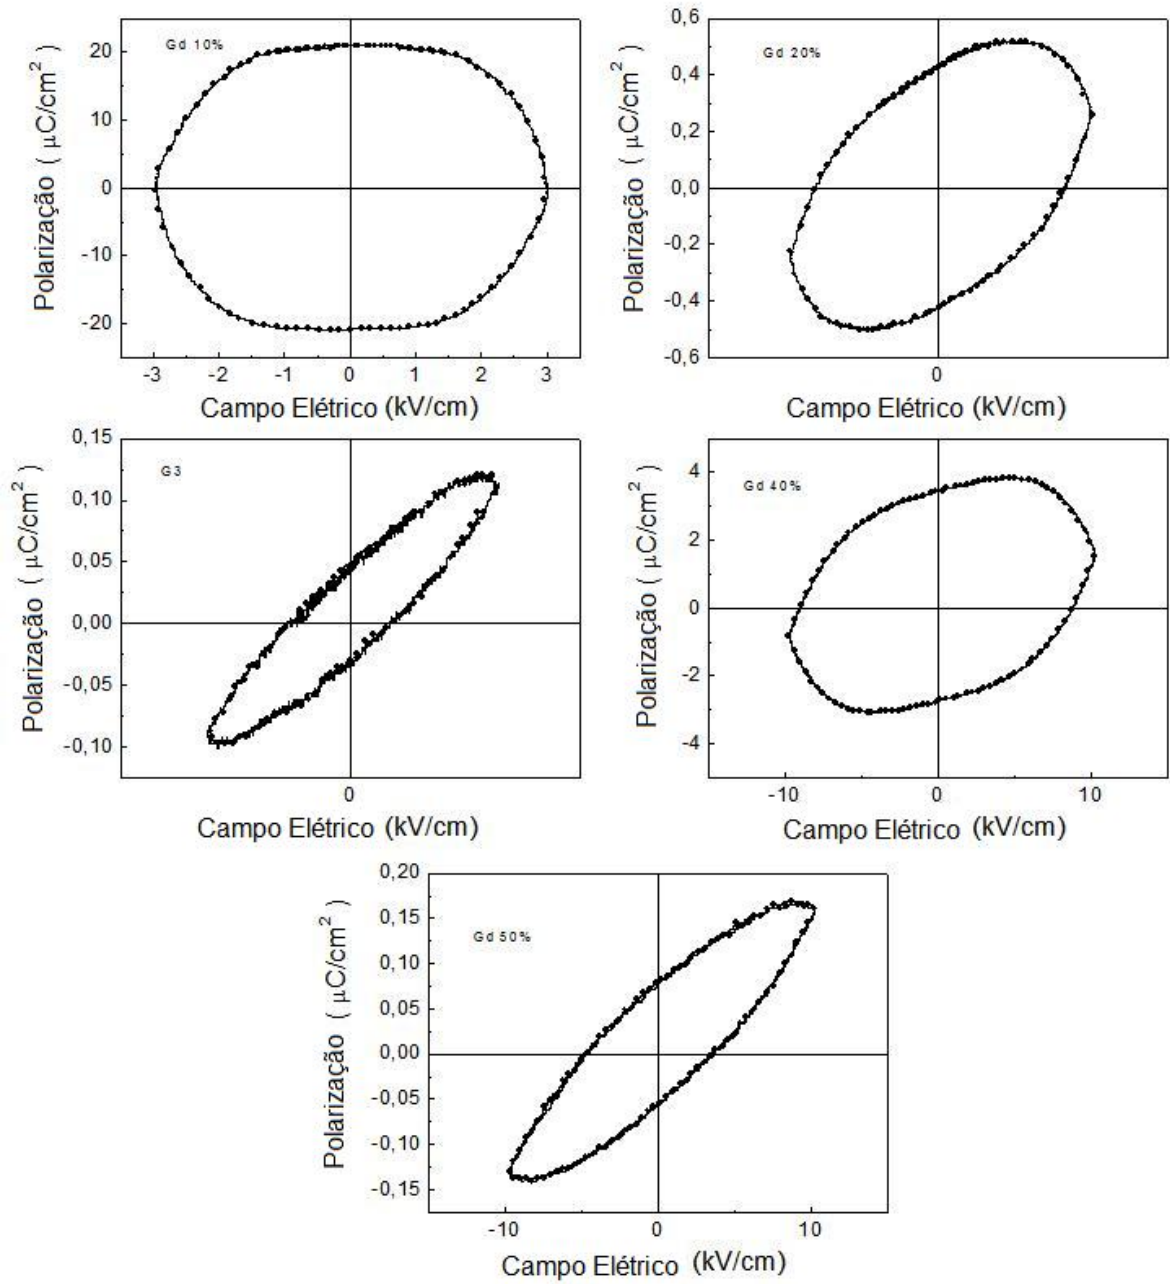 Gd 10%
Polarização ( μC/cm²)
20
10
0
-10
-20
-3 -2 -1 0 1 2 3
Campo Elétrico (kV/cm)
Gd 20%
Polarização ( μC/cm²)
0,6
0,4
0,2
0,0
-0,2
-0,4
-0,6
0
Campo Elétrico (kV/cm)
G3
Polarização ( μC/cm²)
0,15
0,10
0,05
0,00
-0,05
-0,10
0
Campo Elétrico (kV/cm)
Gd 40%
Polarização ( μC/cm²)
4
2
0
-2
-4
-10 0 10
Campo Elétrico (kV/cm)
Gd 50%
Polarização ( μC/cm²)
0,20
0,15
0,10
0,05
0,00
-0,05
-0,10
-0,15
-10 0 10
Campo Elétrico (kV/cm)